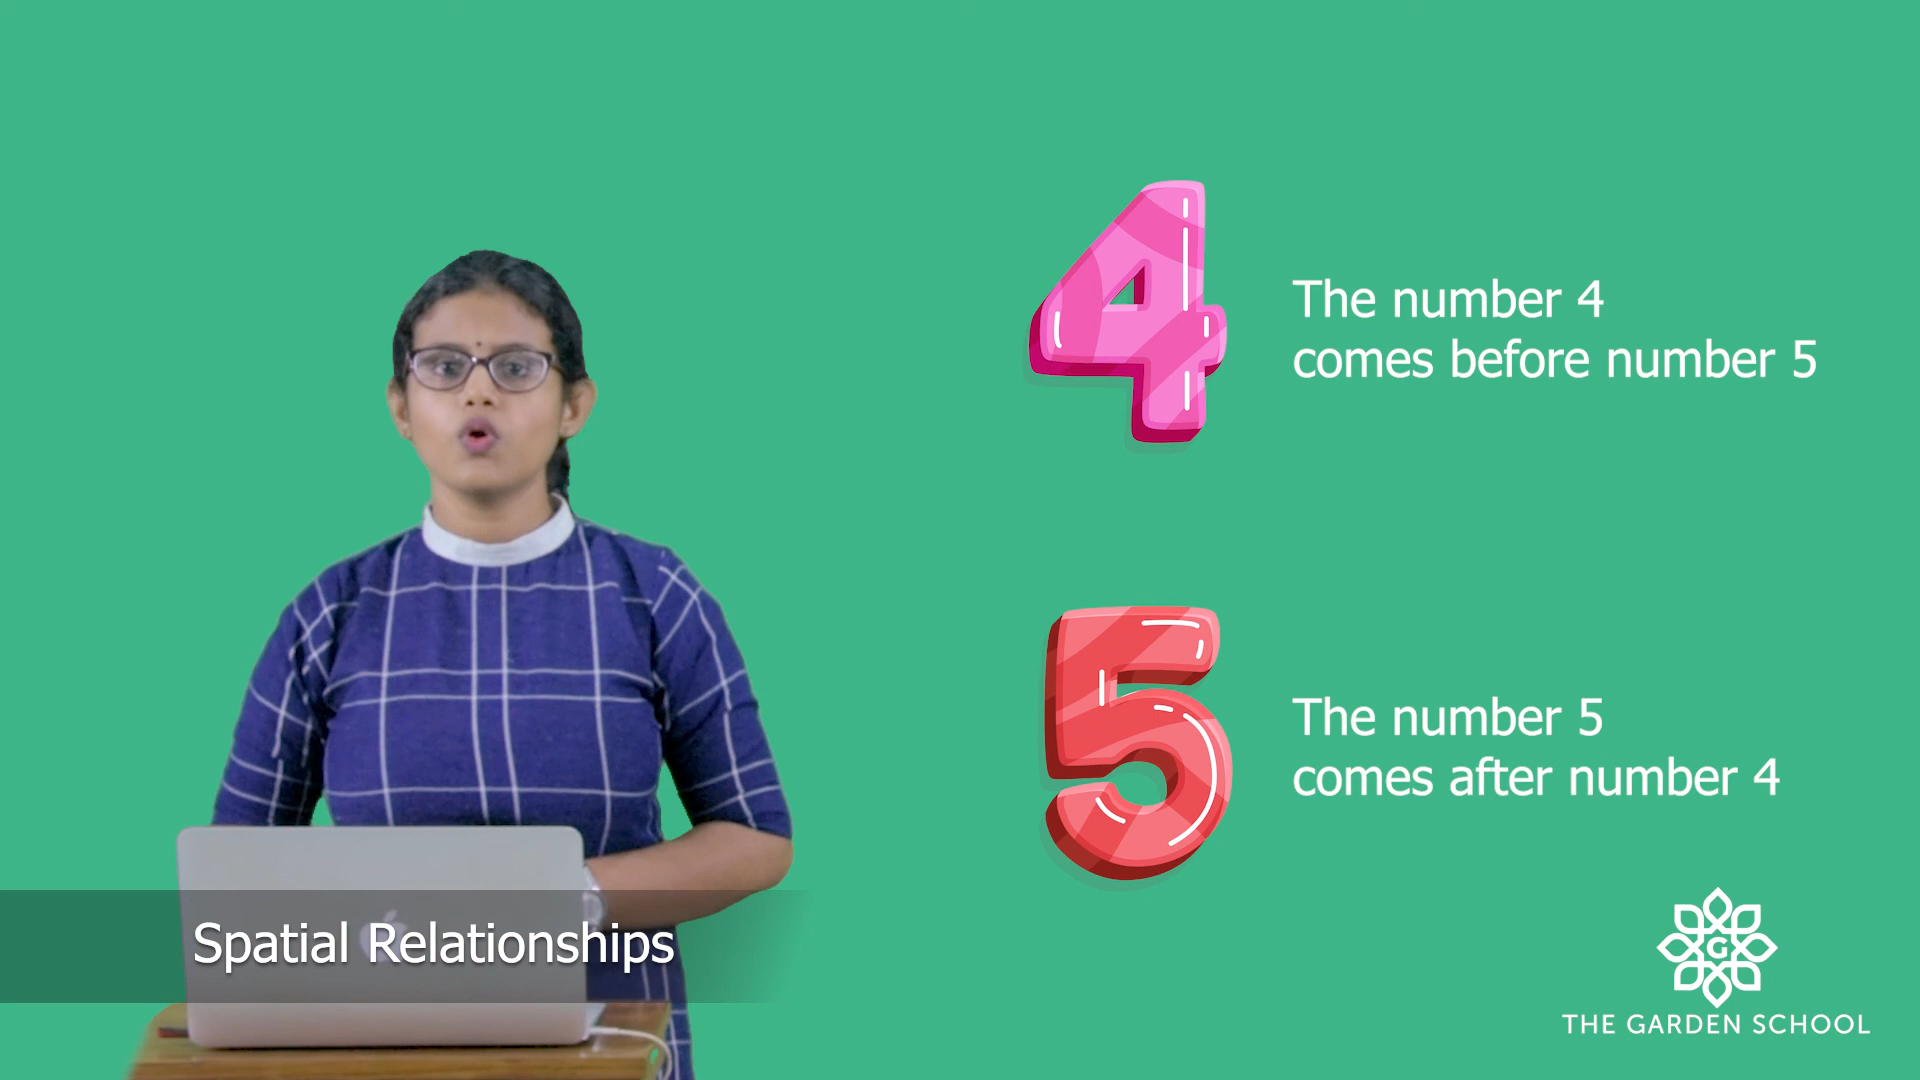 4
The number 4
comes before number 5
5
The number 5
comes after number 4
Spatial Relationships
G
THE GARDEN SCHOOL